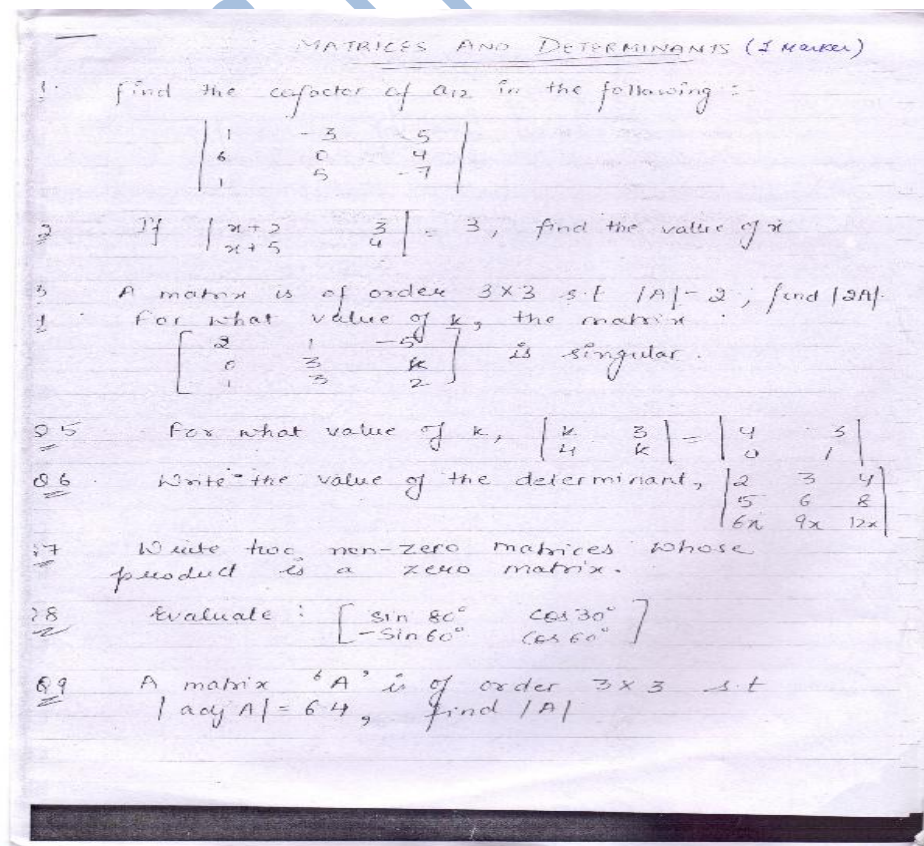 MATRICES AND DETERMINANTS (1 Marker)
1. find the cofactor of a12 in the following :-
| 1 -3 5 |
| 6 0 4 |
| 1 5 -7 |
2 If | x+2 3 | = 3, find the value of x
| x+5 4 |
3 A matrix is of order 3×3 s.t |A|=2, find |2A|.
4 For what value of k, the matrix
[ 2 1 -5 ]
[ 0 3 k ] is singular.
[ 1 3 2 ]
Q5 For what value of k, | k 3 | = | 4 5 |
| 4 k | | 0 1 |
Q6. Write the value of the determinant, | 2 3 4 |
| 5 6 8 |
| 6x 9x 12x |
Q7 Write two non-zero matrices whose
product is a zero matrix.
Q8 Evaluate : [ sin 80° cos 30° ]
[ -Sin 60° Cos 60° ]
Q9 A matrix 'A' is of order 3×3 s.t
|adj A| = 64, find |A|